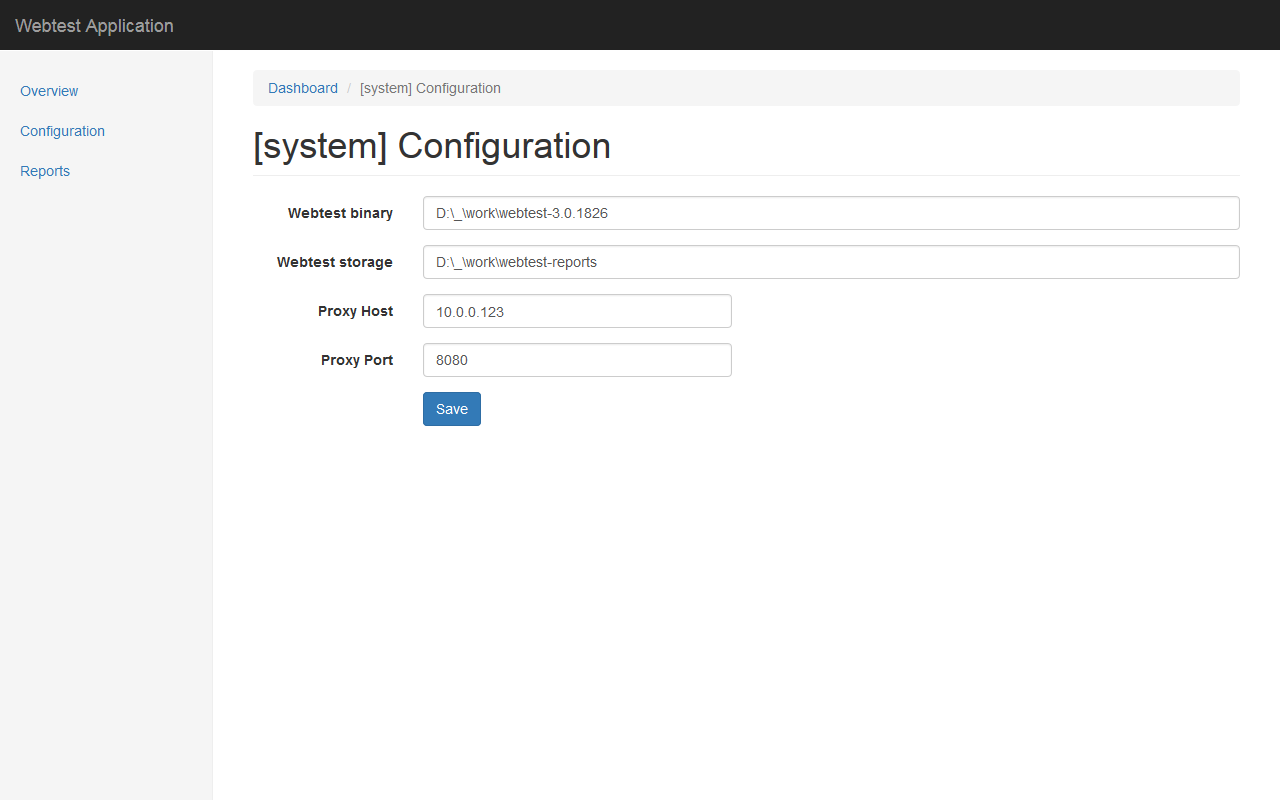 Webtest Application
Overview
Configuration
Reports
Dashboard / [system] Configuration
[system] Configuration
Webtest binary D:\_\work\webtest-3.0.1826
Webtest storage D:\_\work\webtest-reports
Proxy Host 10.0.0.123
Proxy Port 8080
Save